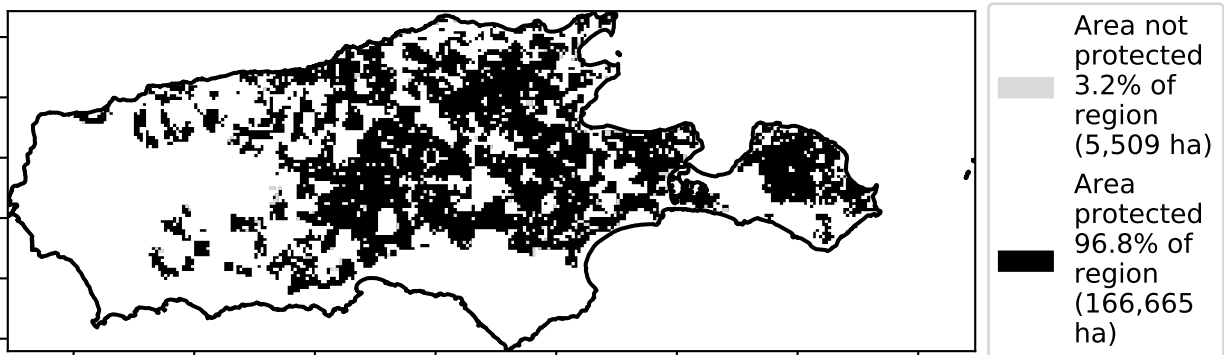 Area not
protected
3.2% of
region
(5,509 ha)
Area
protected
96.8% of
region
(166,665
ha)